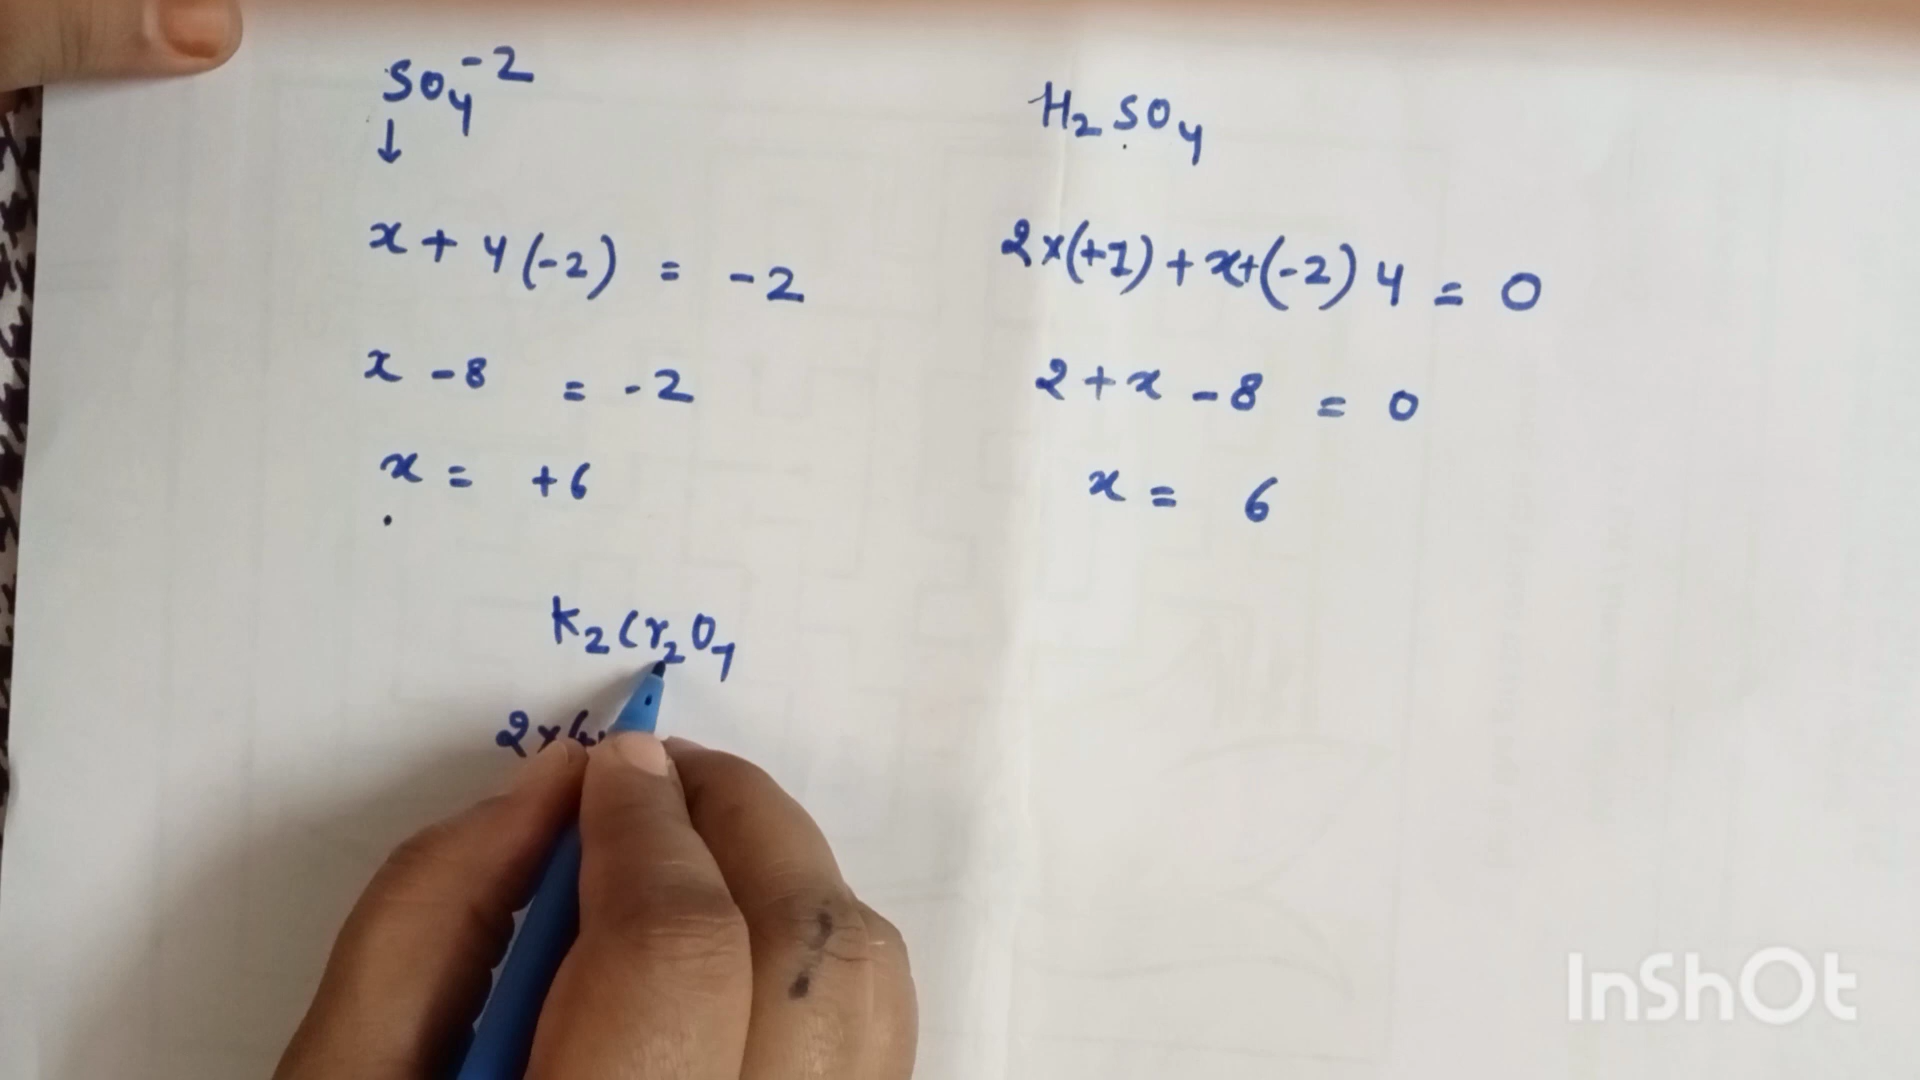 SO4-2
↓
x + 4(-2) = -2
x - 8 = -2
x = +6
H2SO4
2×(+1) + x+(-2)4 = 0
2 + x - 8 = 0
x = 6
K2Cr2O7
2×(+
InShOt